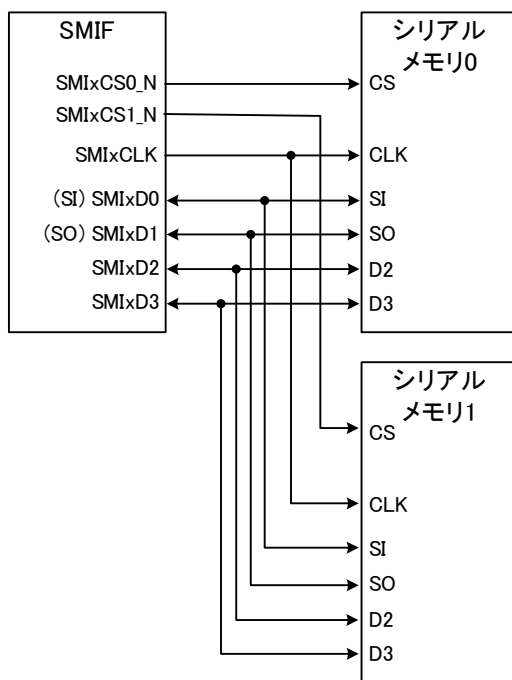 SMIF
SMIxCS0_N
SMIxCS1_N
SMIxCLK
(SI) SMIxD0
(SO) SMIxD1
SMIxD2
SMIxD3
シリアル
メモリ0
CS
CLK
SI
SO
D2
D3
シリアル
メモリ1
CS
CLK
SI
SO
D2
D3